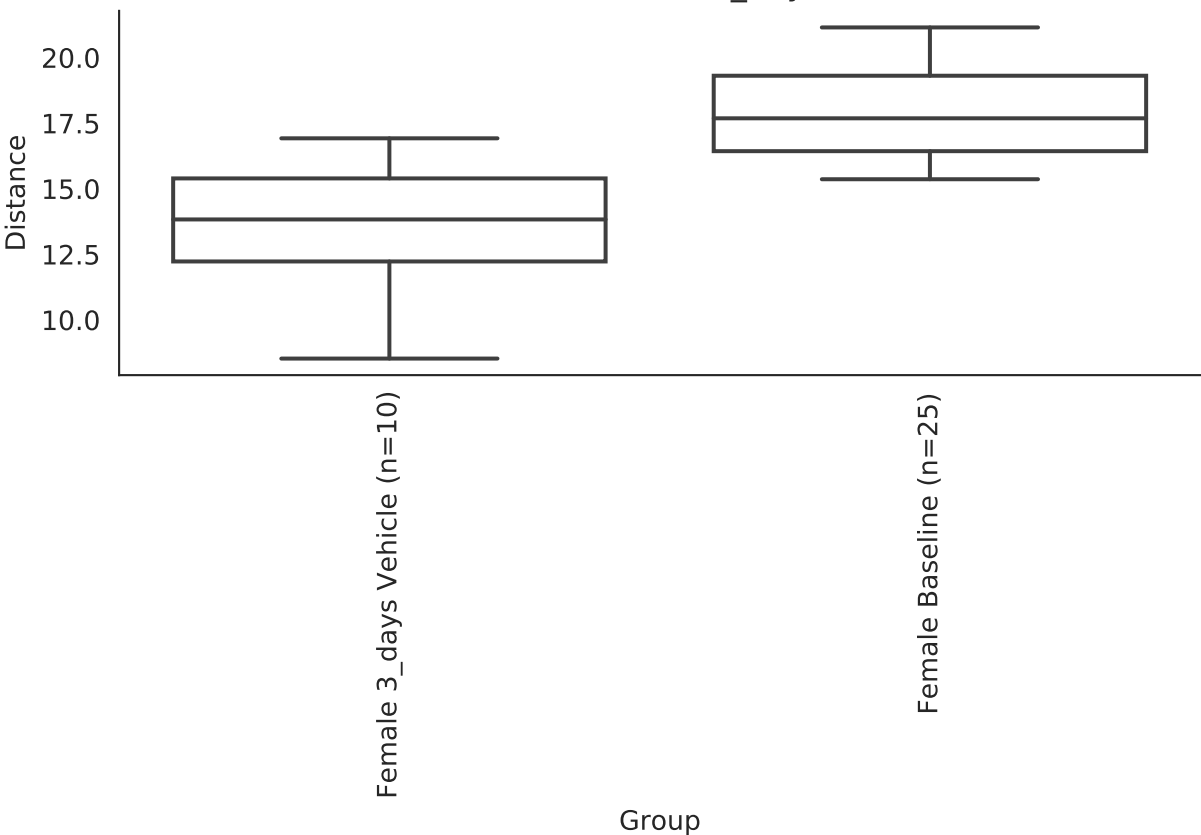 20.0
17.5
15.0
12.5
10.0
Distance
Female 3_days Vehicle (n=10)
Female Baseline (n=25)
Group